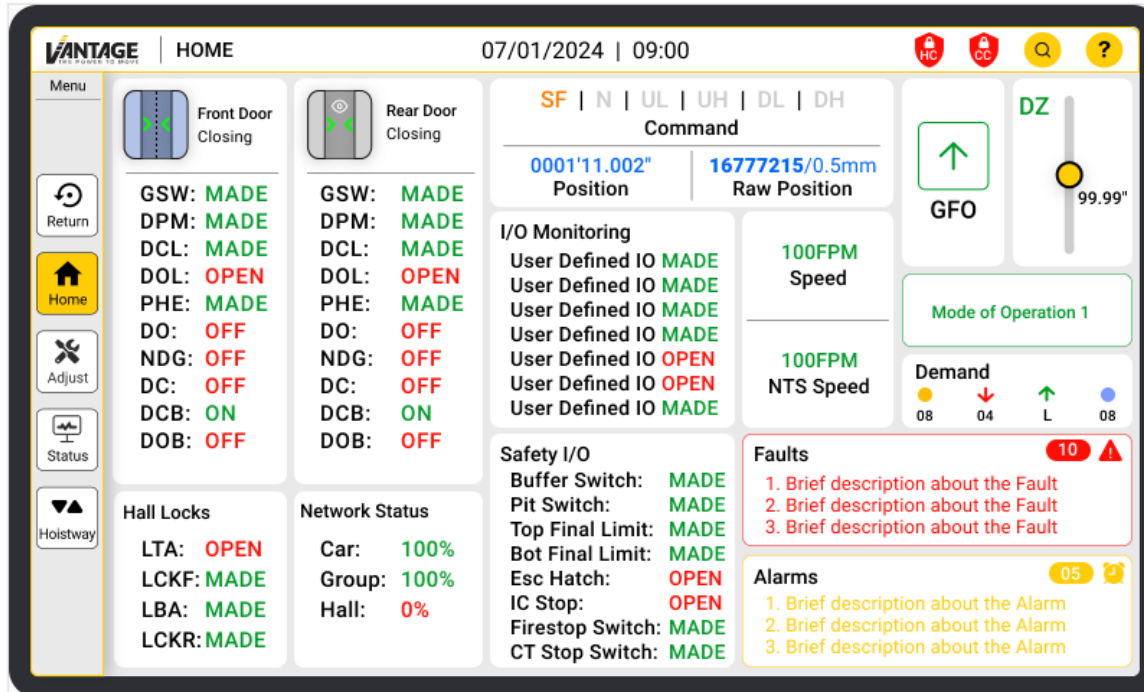 VANTAGE
THE POWER TO MOVE
HOME
07/01/2024 | 09:00
HC
CC
?
Menu
Return
Home
Adjust
Status
Hoistway
Front Door
Closing
GSW: MADE
DPM: MADE
DCL: MADE
DOL: OPEN
PHE: MADE
DO: OFF
NDG: OFF
DC: OFF
DCB: ON
DOB: OFF
Rear Door
Closing
GSW: MADE
DPM: MADE
DCL: MADE
DOL: OPEN
PHE: MADE
DO: OFF
NDG: OFF
DC: OFF
DCB: ON
DOB: OFF
Hall Locks
LTA: OPEN
LCKF: MADE
LBA: MADE
LCKR: MADE
Network Status
Car: 100%
Group: 100%
Hall: 0%
SF | N | UL | UH | DL | DH
Command
0001'11.002"
Position
16777215/0.5mm
Raw Position
I/O Monitoring
User Defined IO MADE
User Defined IO MADE
User Defined IO MADE
User Defined IO MADE
User Defined IO OPEN
User Defined IO OPEN
User Defined IO MADE
100FPM
Speed
100FPM
NTS Speed
Safety I/O
Buffer Switch: MADE
Pit Switch: MADE
Top Final Limit: MADE
Bot Final Limit: MADE
Esc Hatch: OPEN
IC Stop: OPEN
Firestop Switch: MADE
CT Stop Switch: MADE
GFO
DZ
99.99"
Mode of Operation 1
Demand
08 04 L 08
Faults 10
1. Brief description about the Fault
2. Brief description about the Fault
3. Brief description about the Fault
Alarms 05
1. Brief description about the Alarm
2. Brief description about the Alarm
3. Brief description about the Alarm